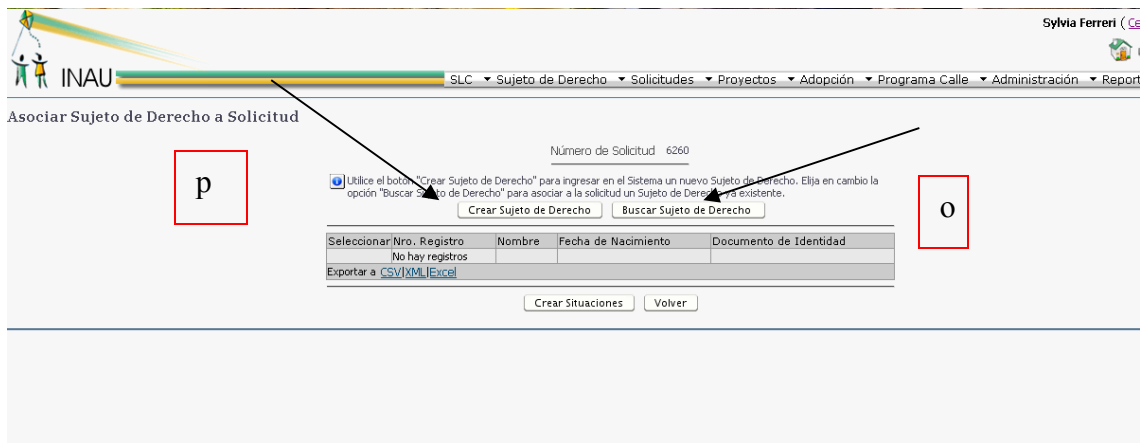 Sylvia Ferreri ( Ce
INAU
SLC Sujeto de Derecho Solicitudes Proyectos Adopción Programa Calle Administración Report
Asociar Sujeto de Derecho a Solicitud
Número de Solicitud 6260
p
Utilice el botón "Crear Sujeto de Derecho" para ingresar en el Sistema un nuevo Sujeto de Derecho. Elija en cambio la
opción "Buscar Sujeto de Derecho" para asociar a la solicitud un Sujeto de Derecho ya existente.
o
Crear Sujeto de Derecho Buscar Sujeto de Derecho
Seleccionar Nro. Registro Nombre Fecha de Nacimiento Documento de Identidad
No hay registros
Exportar a CSV|XML|Excel
Crear Situaciones Volver